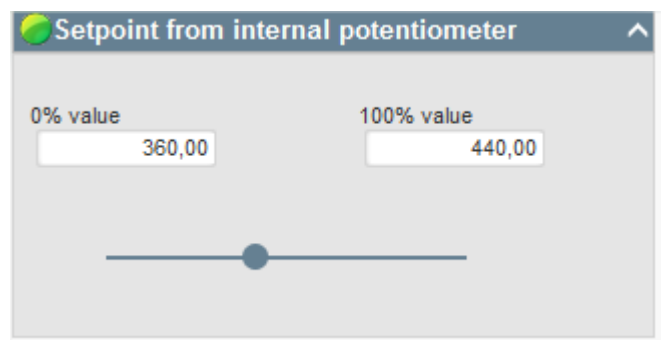 Setpoint from internal potentiometer
0% value 100% value
360,00 440,00